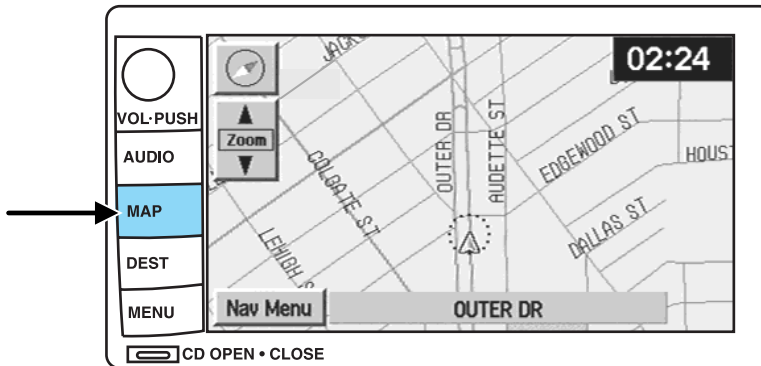 VOL·PUSH
AUDIO
MAP
DEST
MENU
CD OPEN • CLOSE
02:24
Zoom
OUTER DR
AUDETTE ST
EDGEWOOD ST
COLGATE ST
DALLAS ST
LEHIGH
Nav Menu
OUTER DR